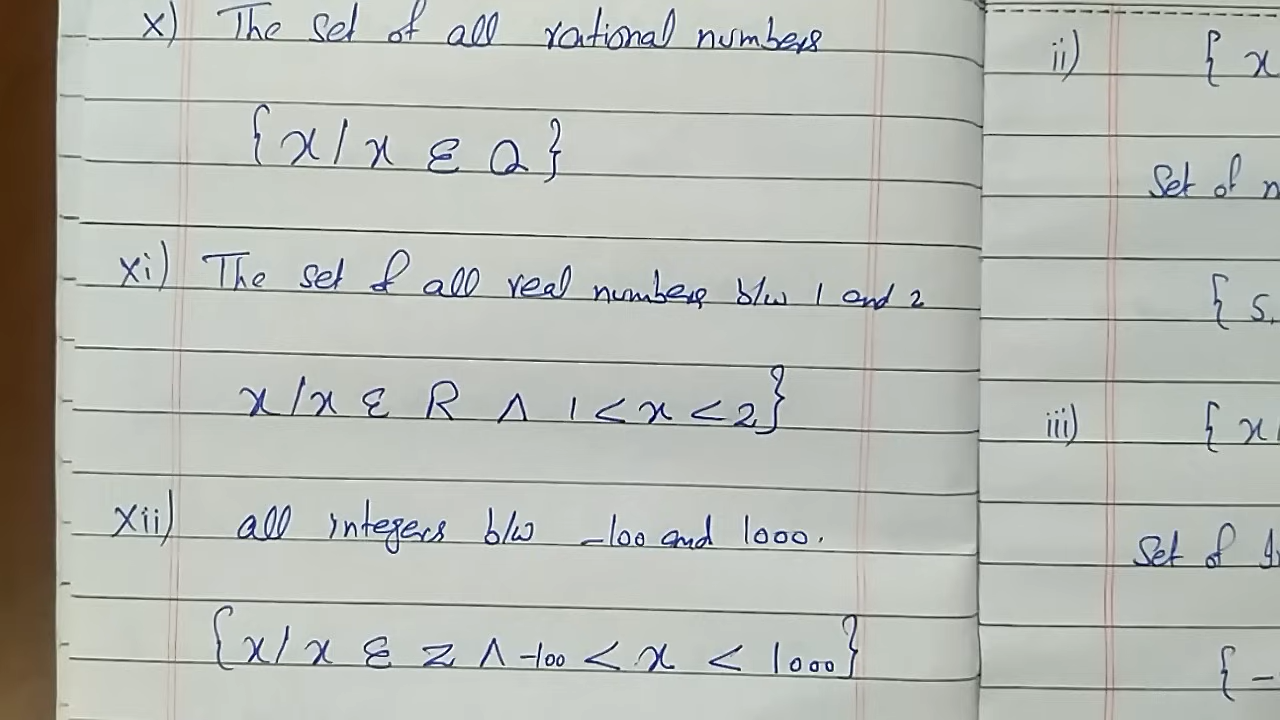 x) The set of all rational numbers
{x/x ε Q}
xi) The set of all real numbers b/w 1 and 2
x/x ε R ∧ 1<x<2}
xii) all integers b/w -100 and 1000.
{x/x ε Z ∧ -100 < x < 1000}
ii) { x
Set of n
{ 5,
iii) { x/
Set of
{ -